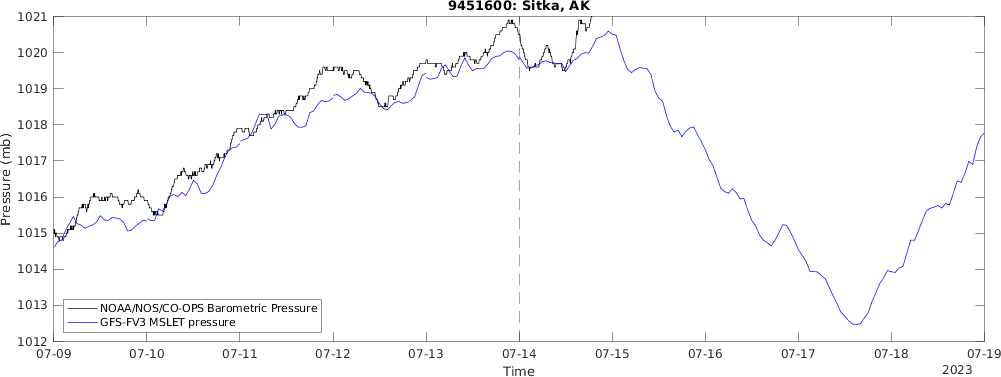 9451600: Sitka, AK
1021
1020
1019
1018
1017
1016
1015
1014
1013
1012
Pressure (mb)
NOAA/NOS/CO-OPS Barometric Pressure
GFS-FV3 MSLET pressure
07-09 07-10 07-11 07-12 07-13 07-14 07-15 07-16 07-17 07-18 07-19
Time
2023